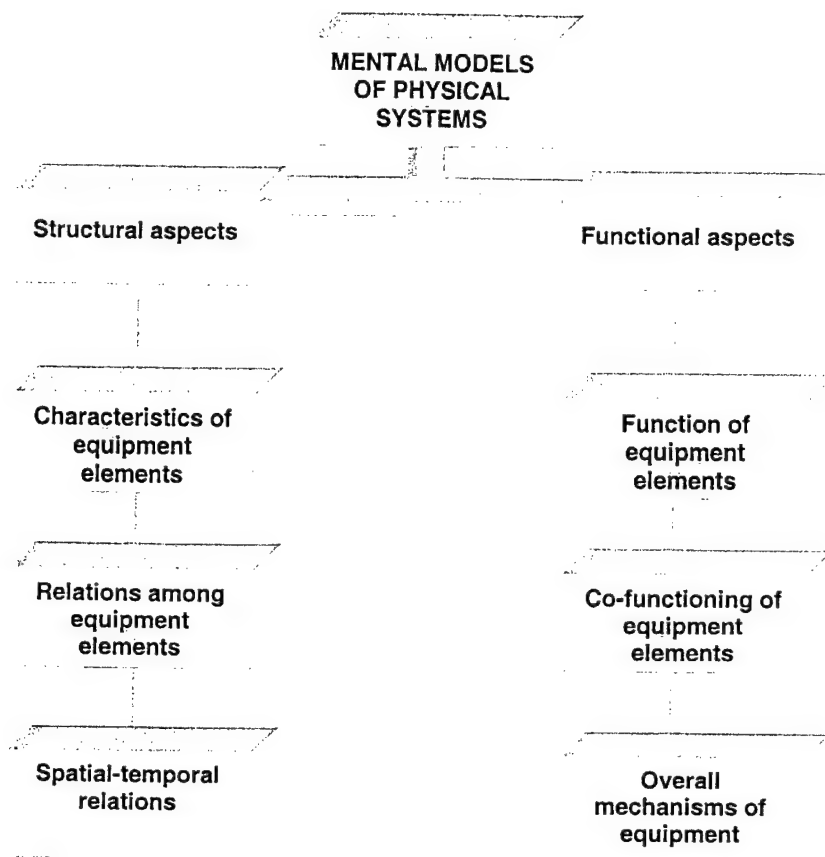 MENTAL MODELS
OF PHYSICAL
SYSTEMS
Structural aspects
Functional aspects
Characteristics of
equipment
elements
Function of
equipment
elements
Relations among
equipment
elements
Co-functioning of
equipment
elements
Spatial-temporal
relations
Overall
mechanisms of
equipment